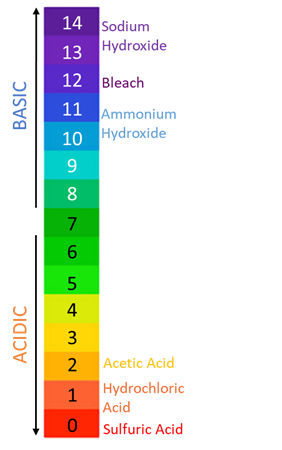 BASIC
14 Sodium
Hydroxide
13
12 Bleach
11 Ammonium
10 Hydroxide
9
8
7
6
5
4
3
ACIDIC
2 Acetic Acid
1 Hydrochloric
Acid
0 Sulfuric Acid